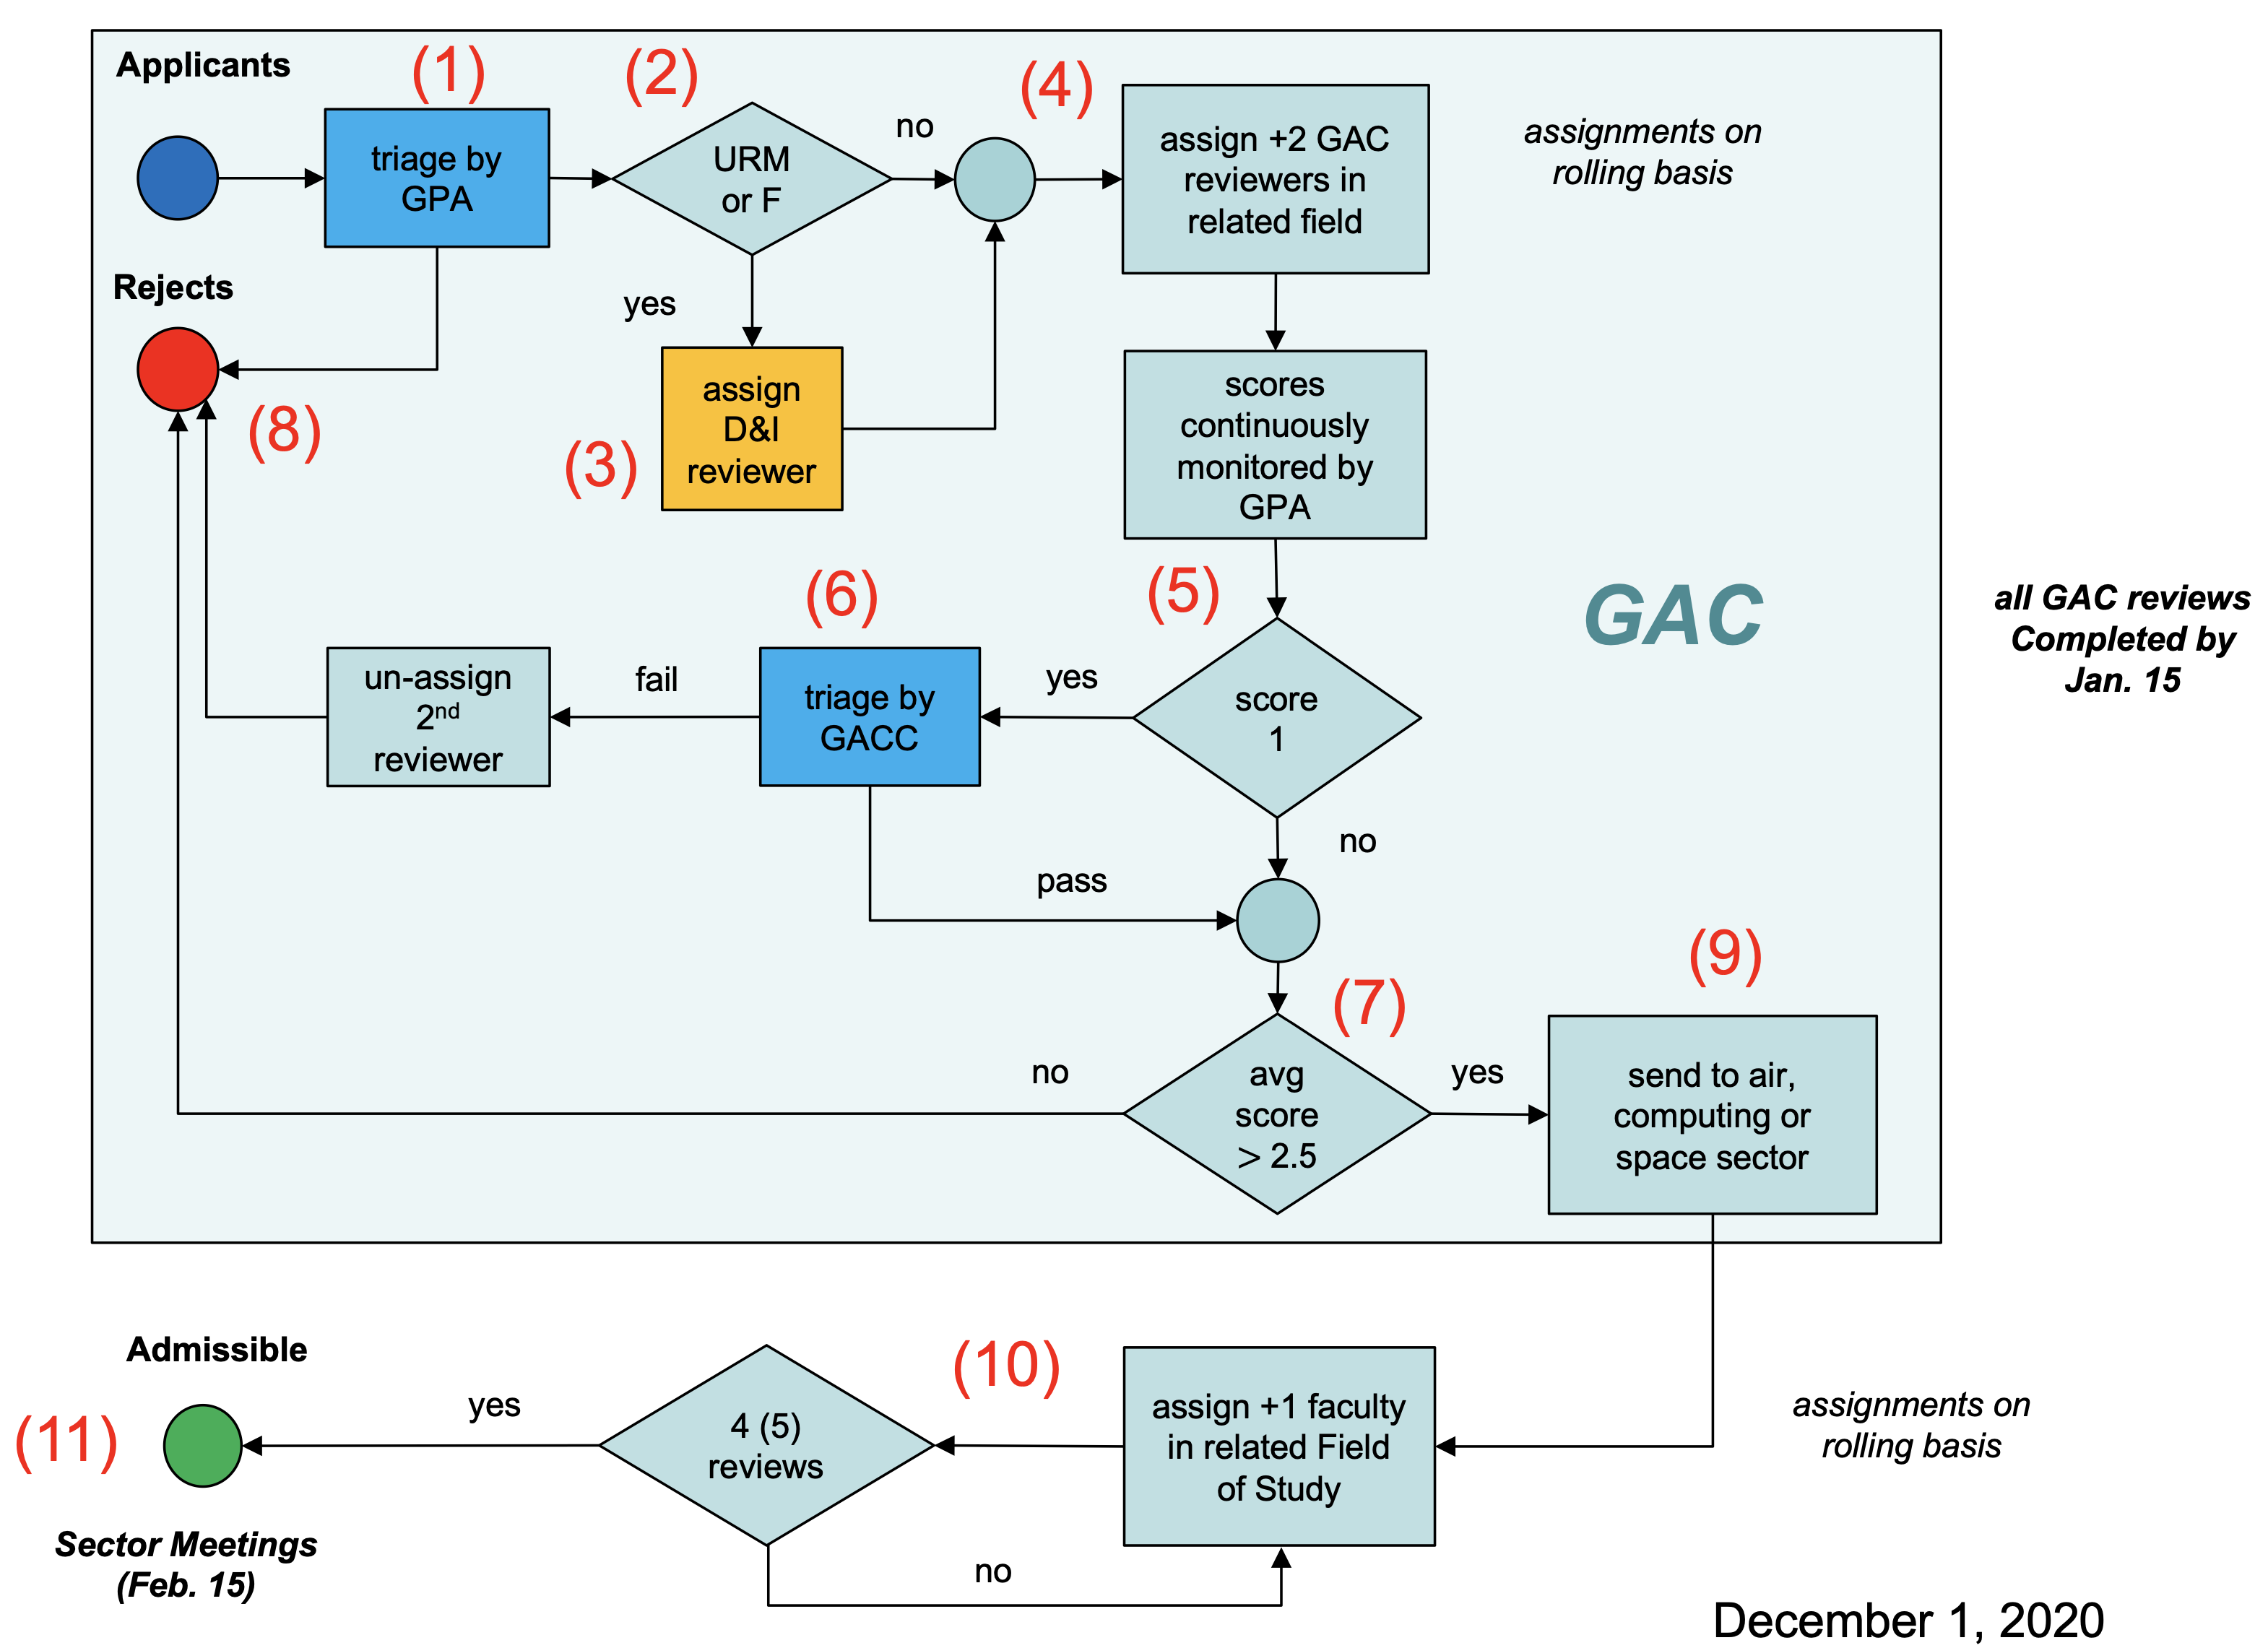 Applicants
(1)
(2)
(4)
triage by
GPA
URM
or F
no
assign +2 GAC
reviewers in
related field
assignments on
rolling basis
Rejects
yes
(8)
(3)
assign
D&I
reviewer
scores
continuously
monitored by
GPA
(6)
(5)
GAC
all GAC reviews
Completed by
Jan. 15
un-assign
2nd
reviewer
fail
triage by
GACC
yes
score
1
no
pass
(7)
(9)
no
avg
score
> 2.5
yes
send to air,
computing or
space sector
Admissible
(10)
(11)
yes
4 (5)
reviews
assign +1 faculty
in related Field
of Study
assignments on
rolling basis
Sector Meetings
(Feb. 15)
no
December 1, 2020